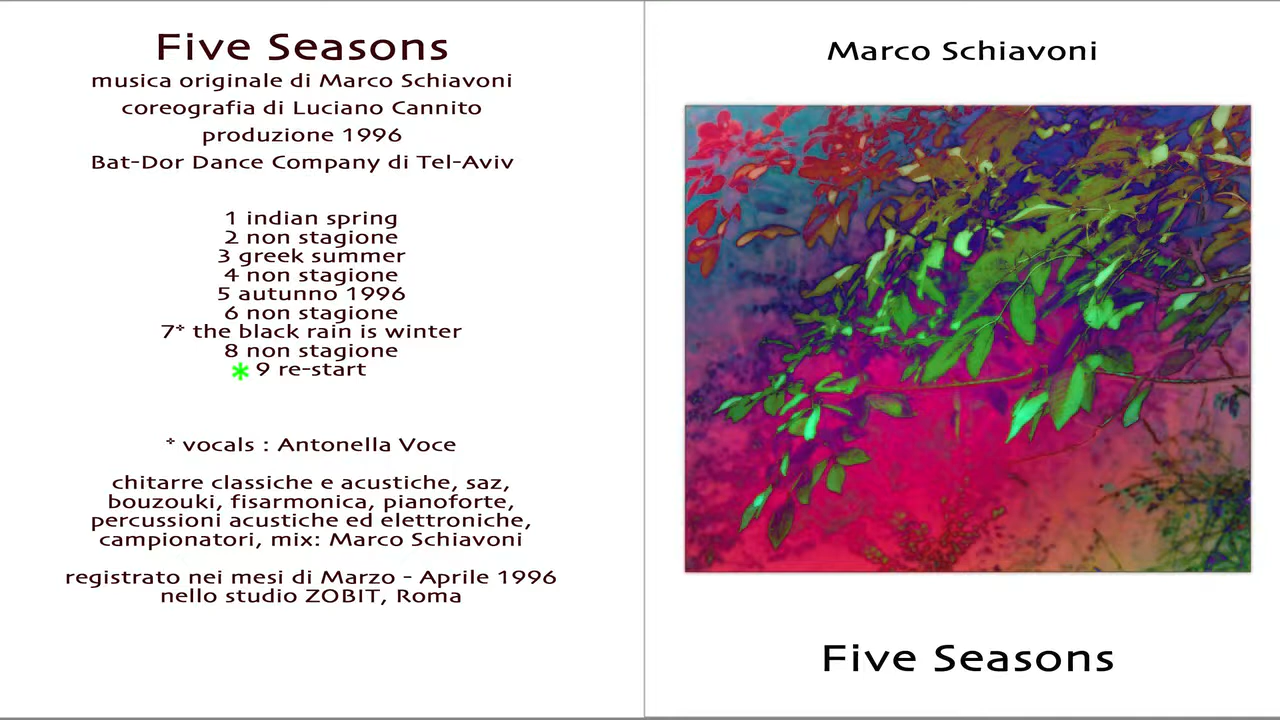 Five Seasons
musica originale di Marco Schiavoni
coreografia di Luciano Cannito
produzione 1996
Bat-Dor Dance Company di Tel-Aviv
1 indian spring
2 non stagione
3 greek summer
4 non stagione
5 autunno 1996
6 non stagione
7* the black rain is winter
8 non stagione
* 9 re-start
* vocals : Antonella Voce
chitarre classiche e acustiche, saz,
bouzouki, fisarmonica, pianoforte,
percussioni acustiche ed elettroniche,
campionatori, mix: Marco Schiavoni
registrato nei mesi di Marzo - Aprile 1996
nello studio ZOBIT, Roma
Marco Schiavoni
Five Seasons